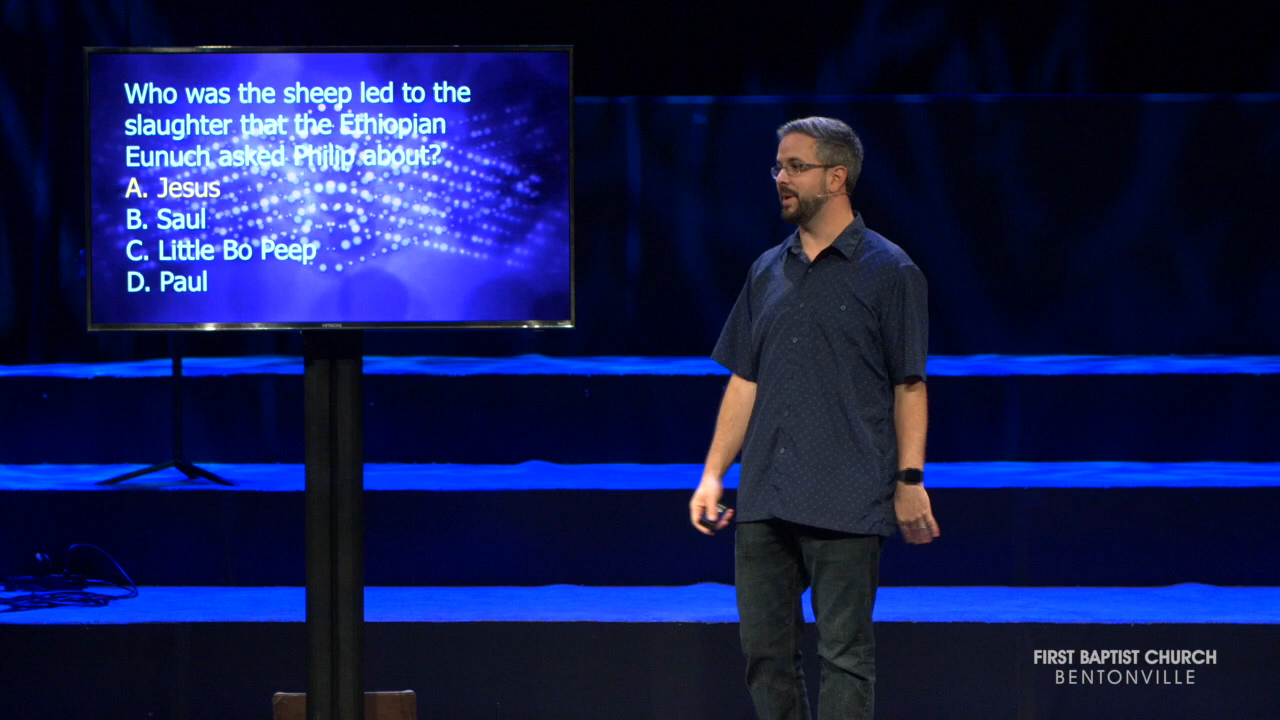 Who was the sheep led to the
slaughter that the Ethiopian
Eunuch asked Philip about?
A. Jesus
B. Saul
C. Little Bo Peep
D. Paul
HITACHI
FIRST BAPTIST CHURCH
BENTONVILLE